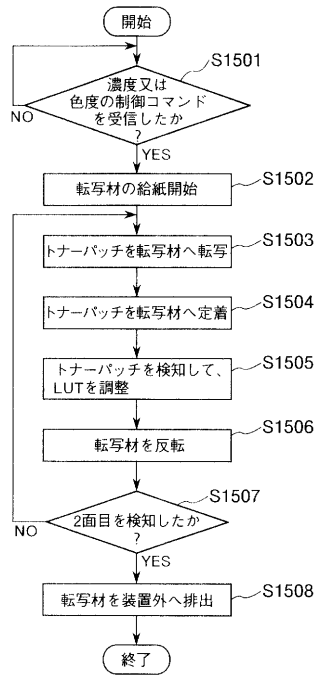 開始
S1501
濃度又は
色度の制御コマンド
を受信したか
?
NO
YES
転写材の給紙開始
S1502
トナーパッチを転写材へ転写
S1503
トナーパッチを転写材へ定着
S1504
トナーパッチを検知して、
LUTを調整
S1505
転写材を反転
S1506
S1507
2面目を検知したか
?
NO
YES
転写材を装置外へ排出
S1508
終了